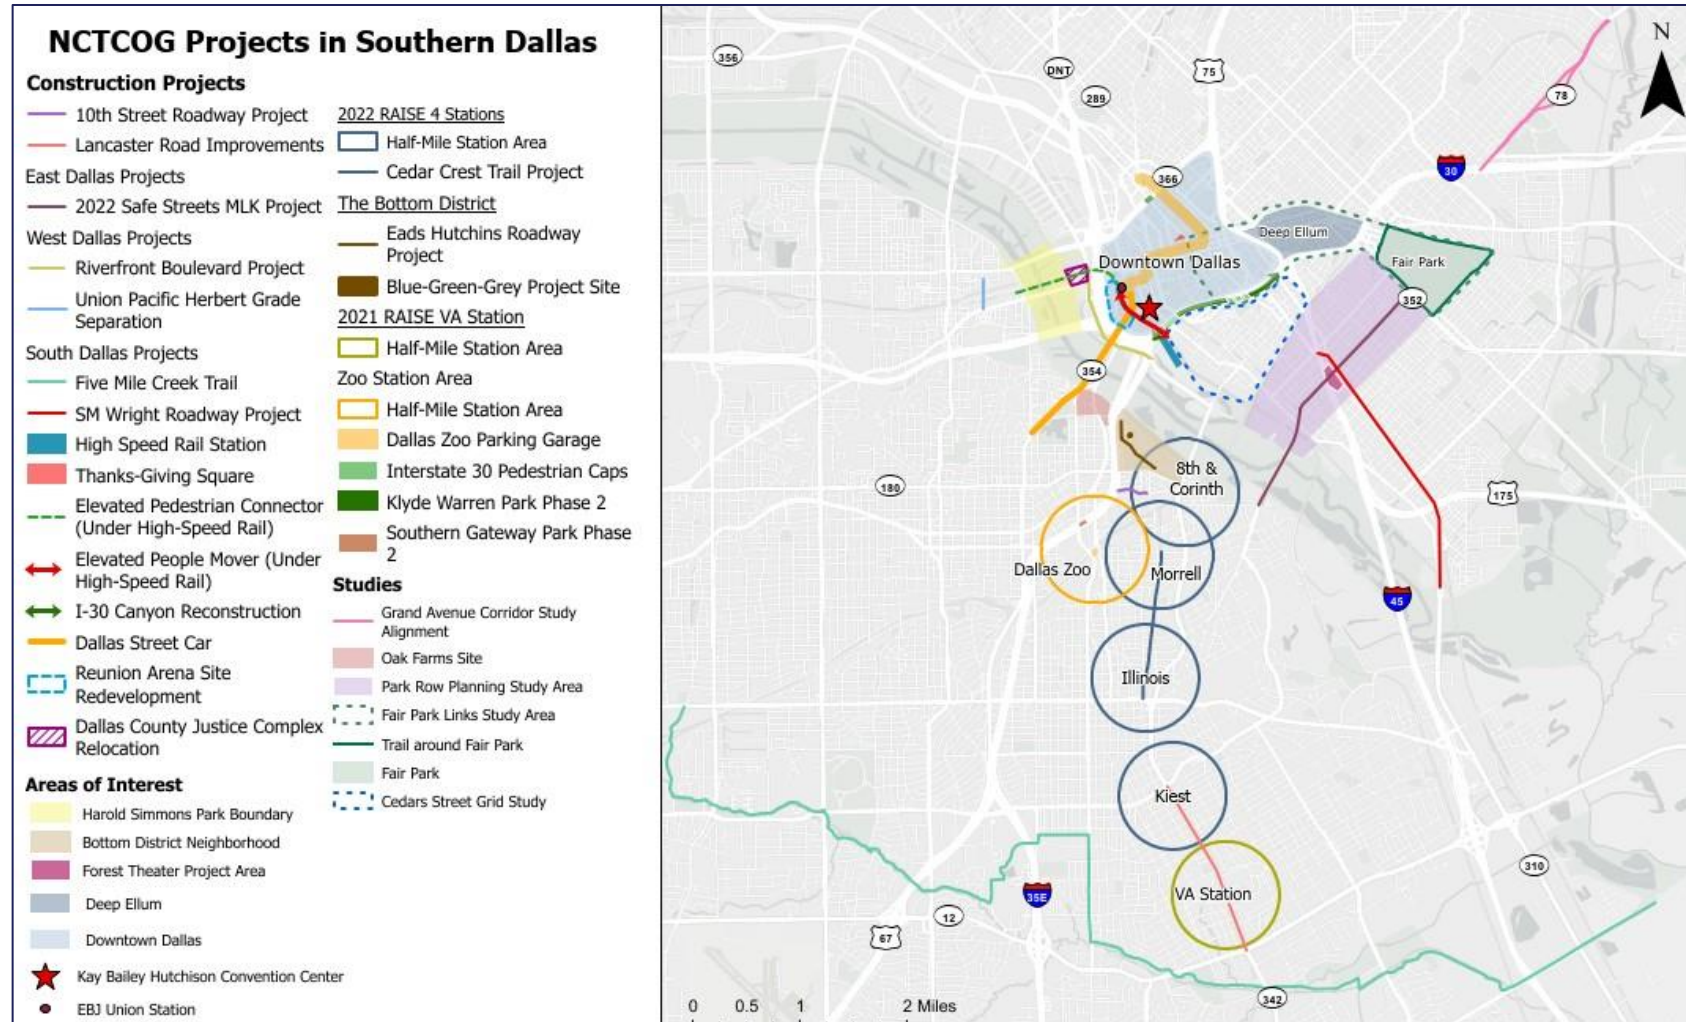 NCTCOG Projects in Southern Dallas
Construction Projects
10th Street Roadway Project
Lancaster Road Improvements
East Dallas Projects
2022 Safe Streets MLK Project
West Dallas Projects
Riverfront Boulevard Project
Union Pacific Herbert Grade
Separation
South Dallas Projects
Five Mile Creek Trail
SM Wright Roadway Project
High Speed Rail Station
Thanks-Giving Square
Elevated Pedestrian Connector
(Under High-Speed Rail)
Elevated People Mover (Under
High-Speed Rail)
I-30 Canyon Reconstruction
Dallas Street Car
Reunion Arena Site
Redevelopment
Dallas County Justice Complex
Relocation
Areas of Interest
Harold Simmons Park Boundary
Bottom District Neighborhood
Forest Theater Project Area
Deep Ellum
Downtown Dallas
Kay Bailey Hutchison Convention Center
EBJ Union Station
2022 RAISE 4 Stations
Half-Mile Station Area
Cedar Crest Trail Project
The Bottom District
Eads Hutchins Roadway
Project
Blue-Green-Grey Project Site
2021 RAISE VA Station
Half-Mile Station Area
Zoo Station Area
Half-Mile Station Area
Dallas Zoo Parking Garage
Interstate 30 Pedestrian Caps
Klyde Warren Park Phase 2
Southern Gateway Park Phase
2
Studies
Grand Avenue Corridor Study
Alignment
Oak Farms Site
Park Row Planning Study Area
Fair Park Links Study Area
Trail around Fair Park
Fair Park
Cedars Street Grid Study
N
356
DNT
75
289
78
30
366
Deep Ellum
Downtown Dallas
Fair Park
352
354
8th &
Corinth
180
175
Dallas Zoo
Morrell
45
Illinois
Kiest
310
VA Station
35E
12
67
342
0 0.5 1 2 Miles